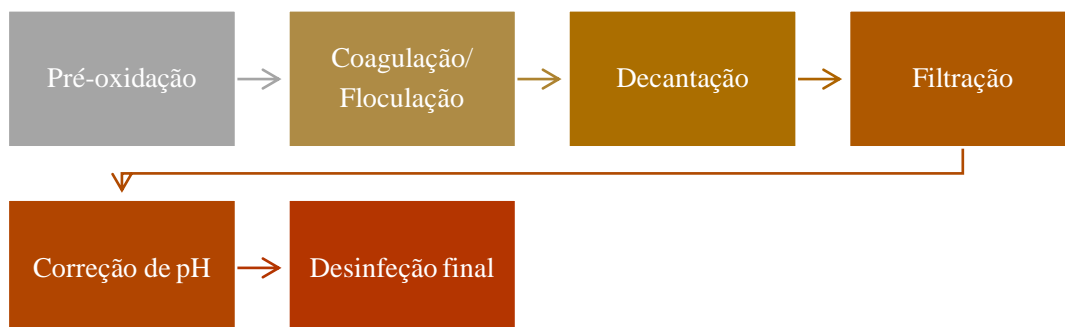 Pré-oxidação
Coagulação/
Floculação
Decantação
Filtração
Correção de pH
Desinfeção final